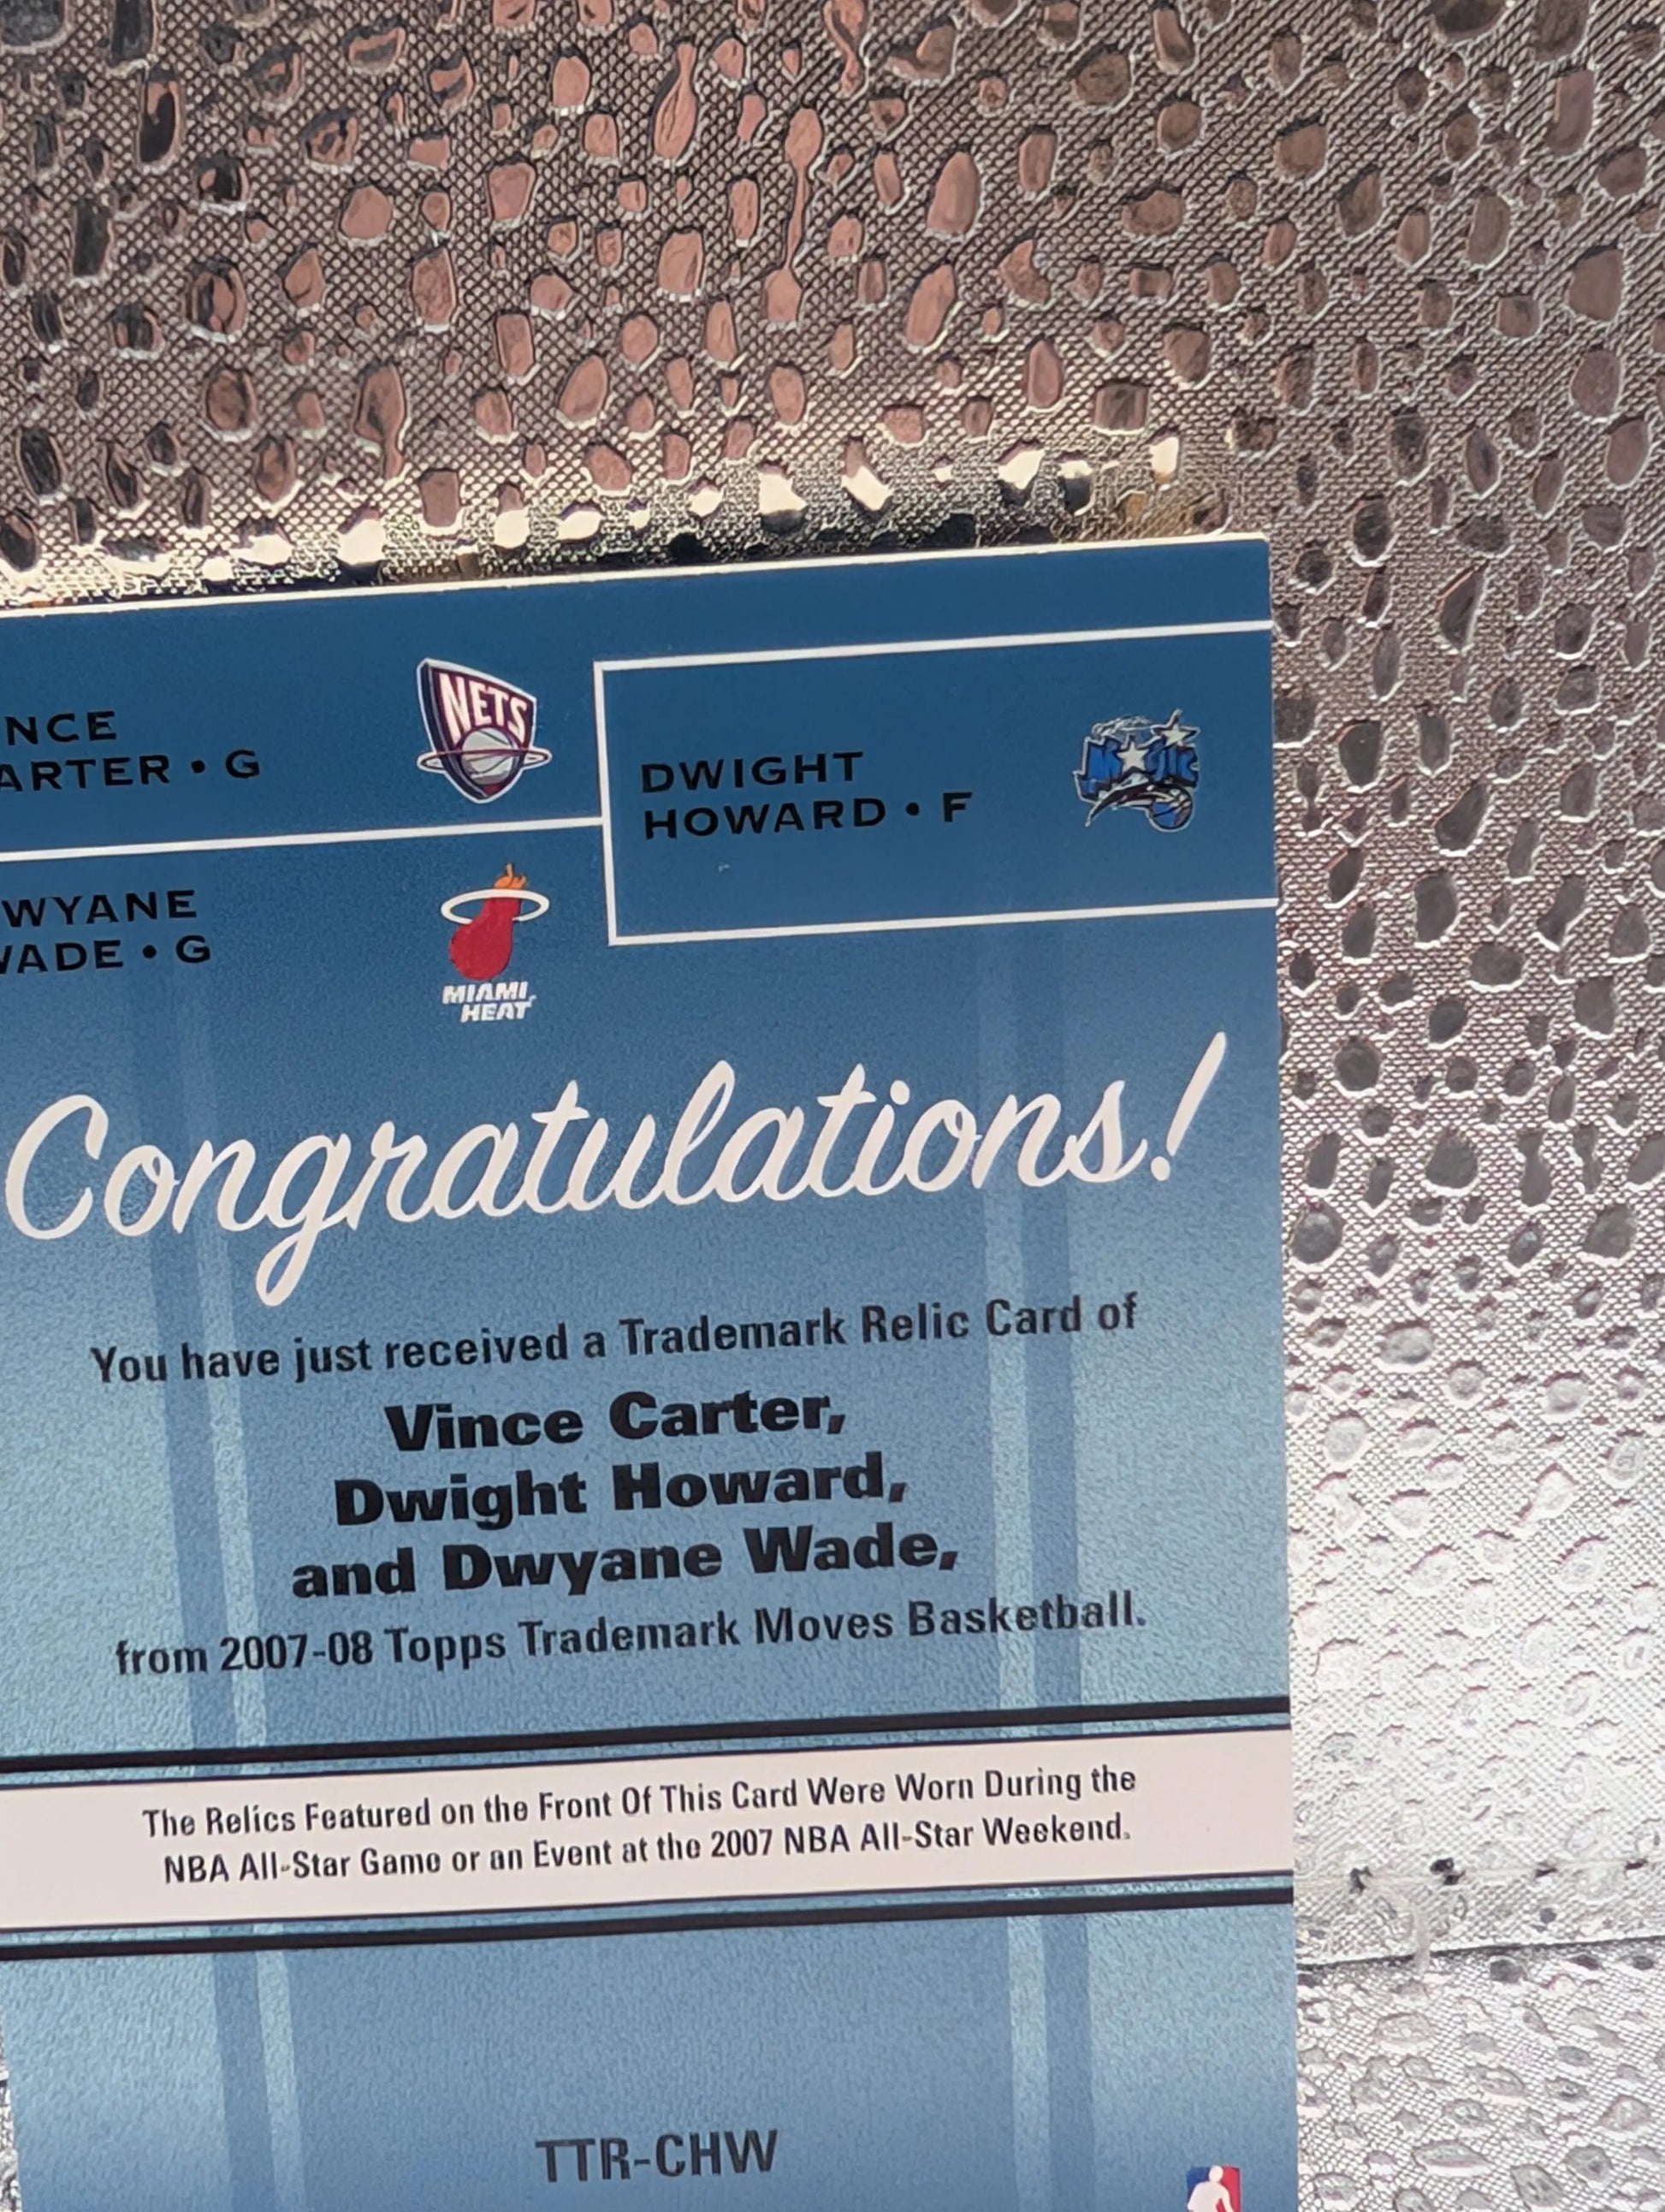 NCE
ARTER • G
NETS
DWIGHT
HOWARD • F
MAGIC
WYANE
WADE • G
MIAMI
HEAT
Congratulations!
You have just received a Trademark Relic Card of
Vince Carter,
Dwight Howard,
and Dwyane Wade,
from 2007-08 Topps Trademark Moves Basketball.
The Relics Featured on the Front Of This Card Were Worn During the
NBA All-Star Game or an Event at the 2007 NBA All-Star Weekend.
TTR-CHW